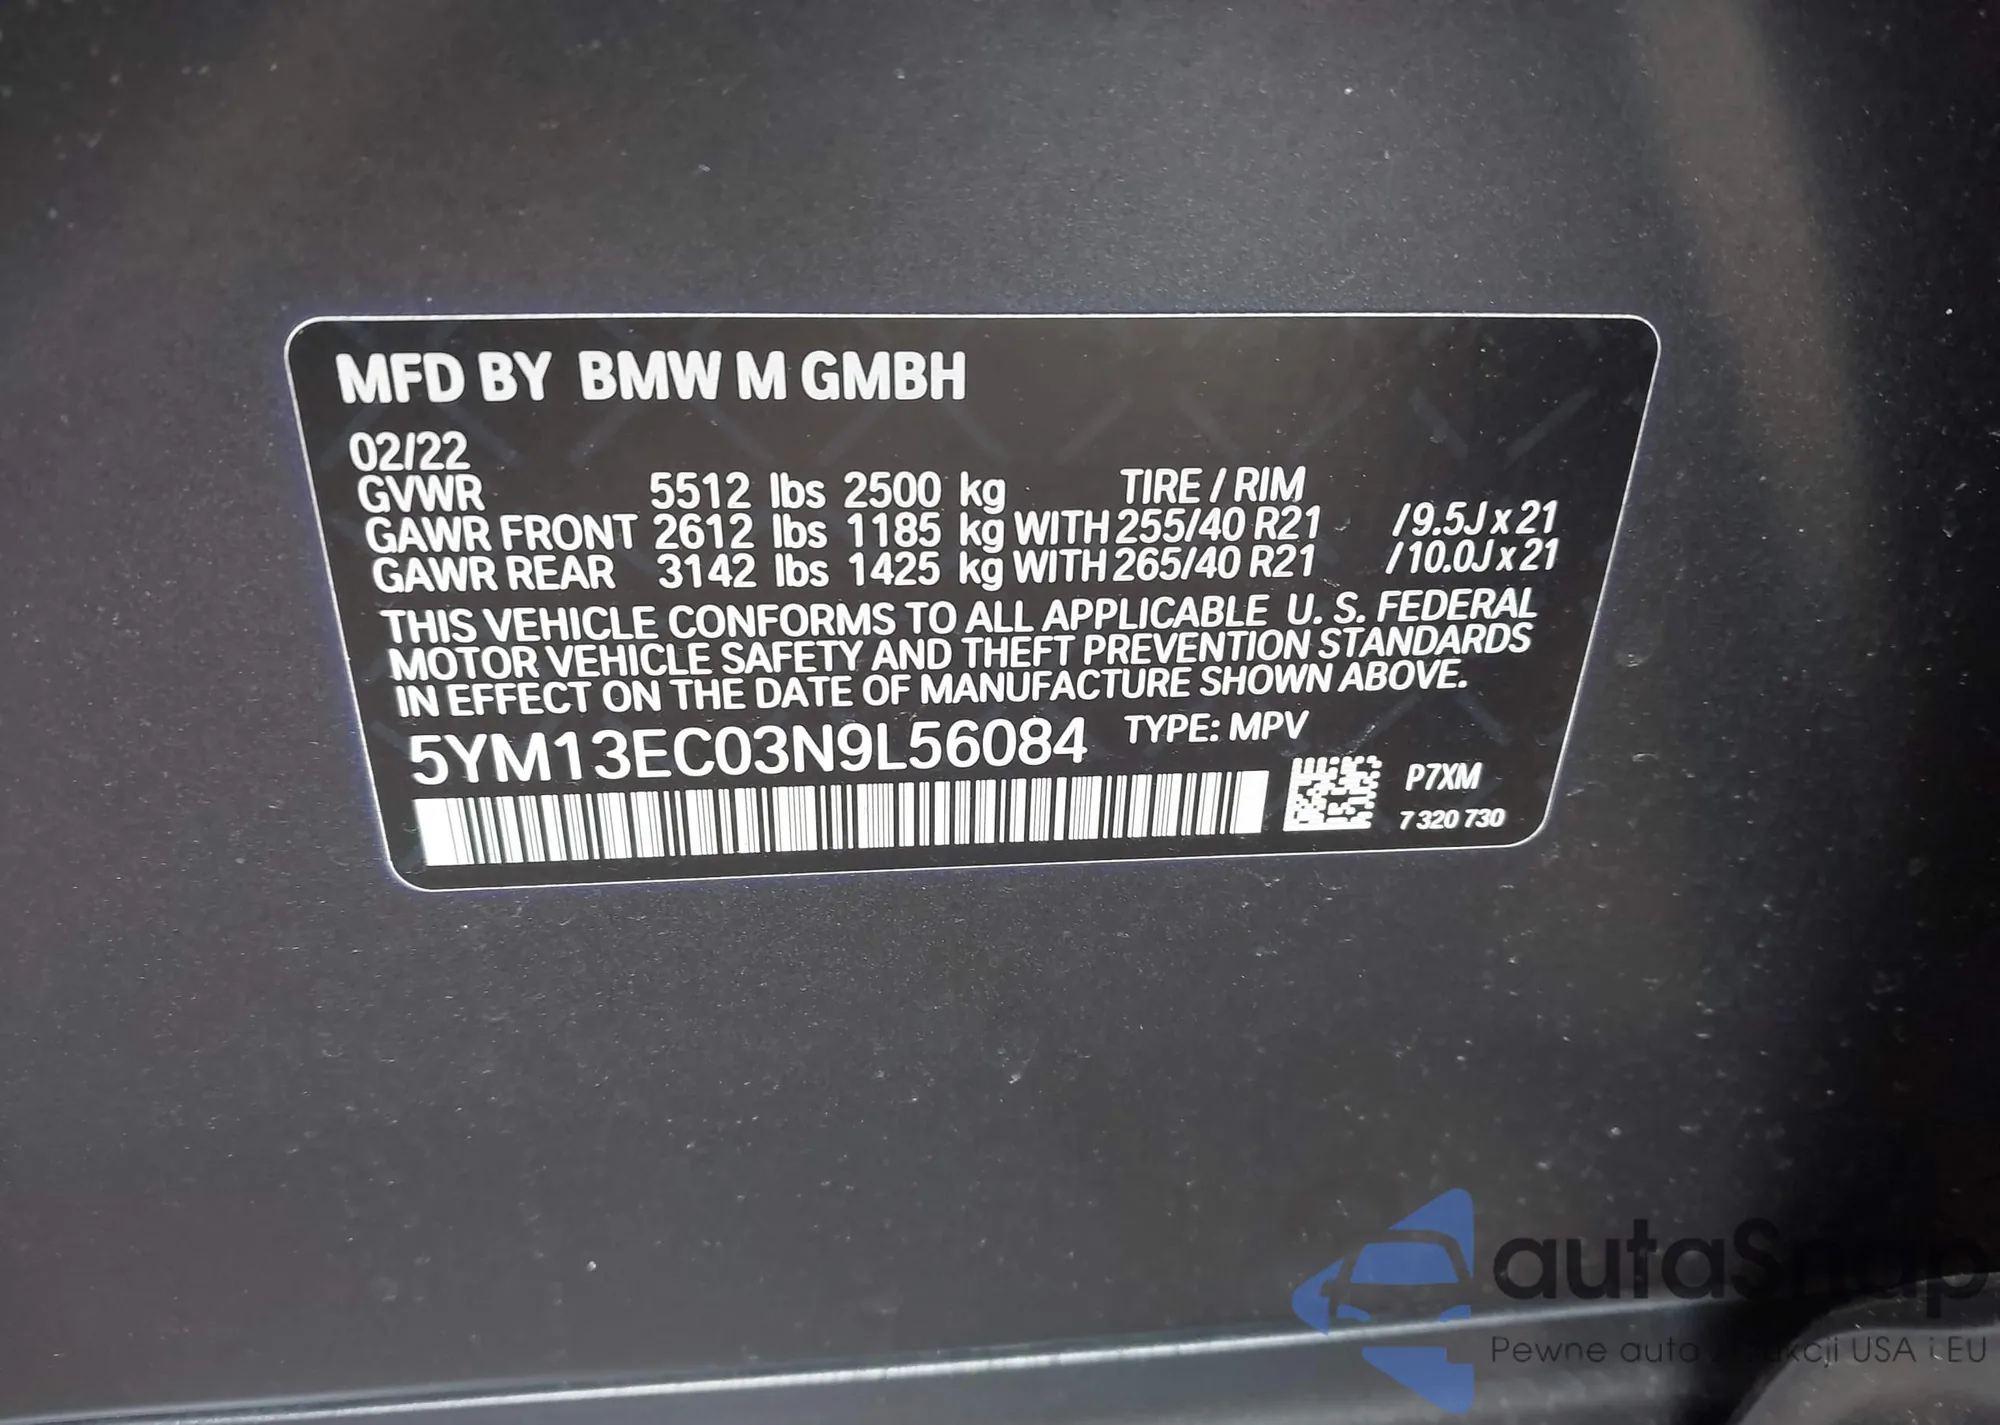 MFD BY BMW M GMBH
02/22
GVWR 5512 lbs 2500 kg TIRE / RIM
GAWR FRONT 2612 lbs 1185 kg WITH 255/40 R21 /9.5J x 21
GAWR REAR 3142 lbs 1425 kg WITH 265/40 R21 /10.0J x 21
THIS VEHICLE CONFORMS TO ALL APPLICABLE U. S. FEDERAL
MOTOR VEHICLE SAFETY AND THEFT PREVENTION STANDARDS
IN EFFECT ON THE DATE OF MANUFACTURE SHOWN ABOVE.
5YM13EC03N9L56084 TYPE: MPV
P7XM
7 320 730
autaSnap
Pewne auta USA i EU